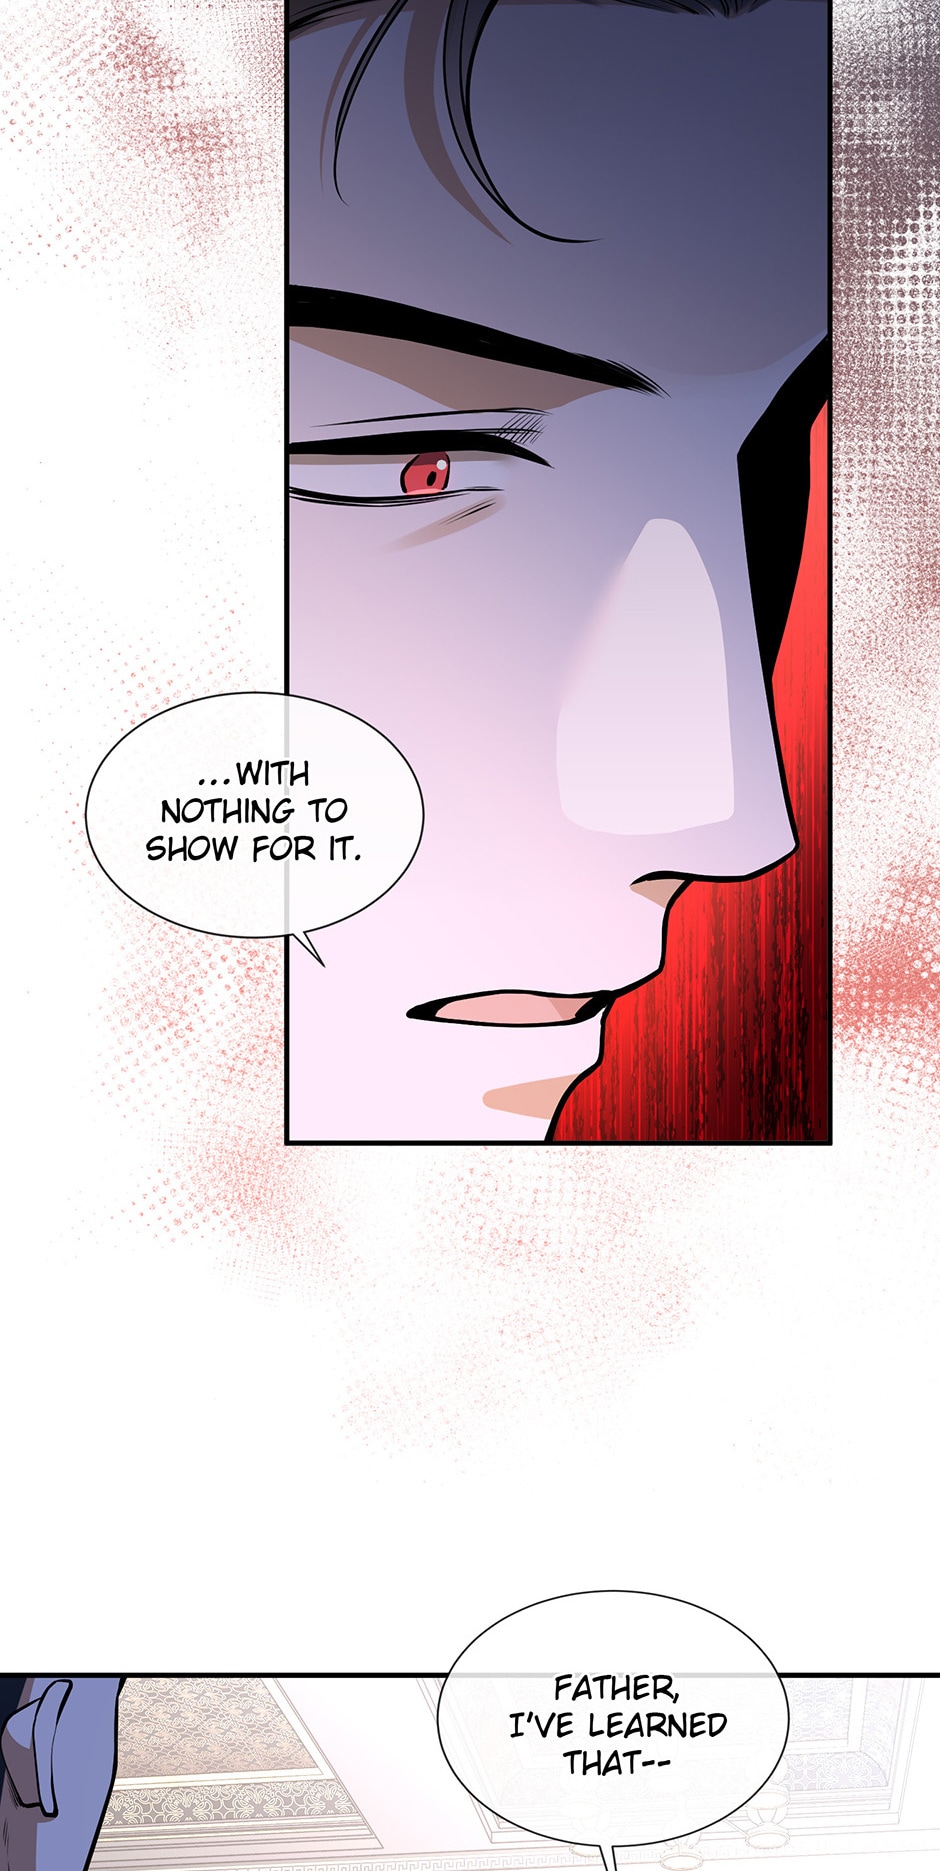 ...WITH
NOTHING TO
SHOW FOR IT.
FATHER,
I'VE LEARNED
THAT--